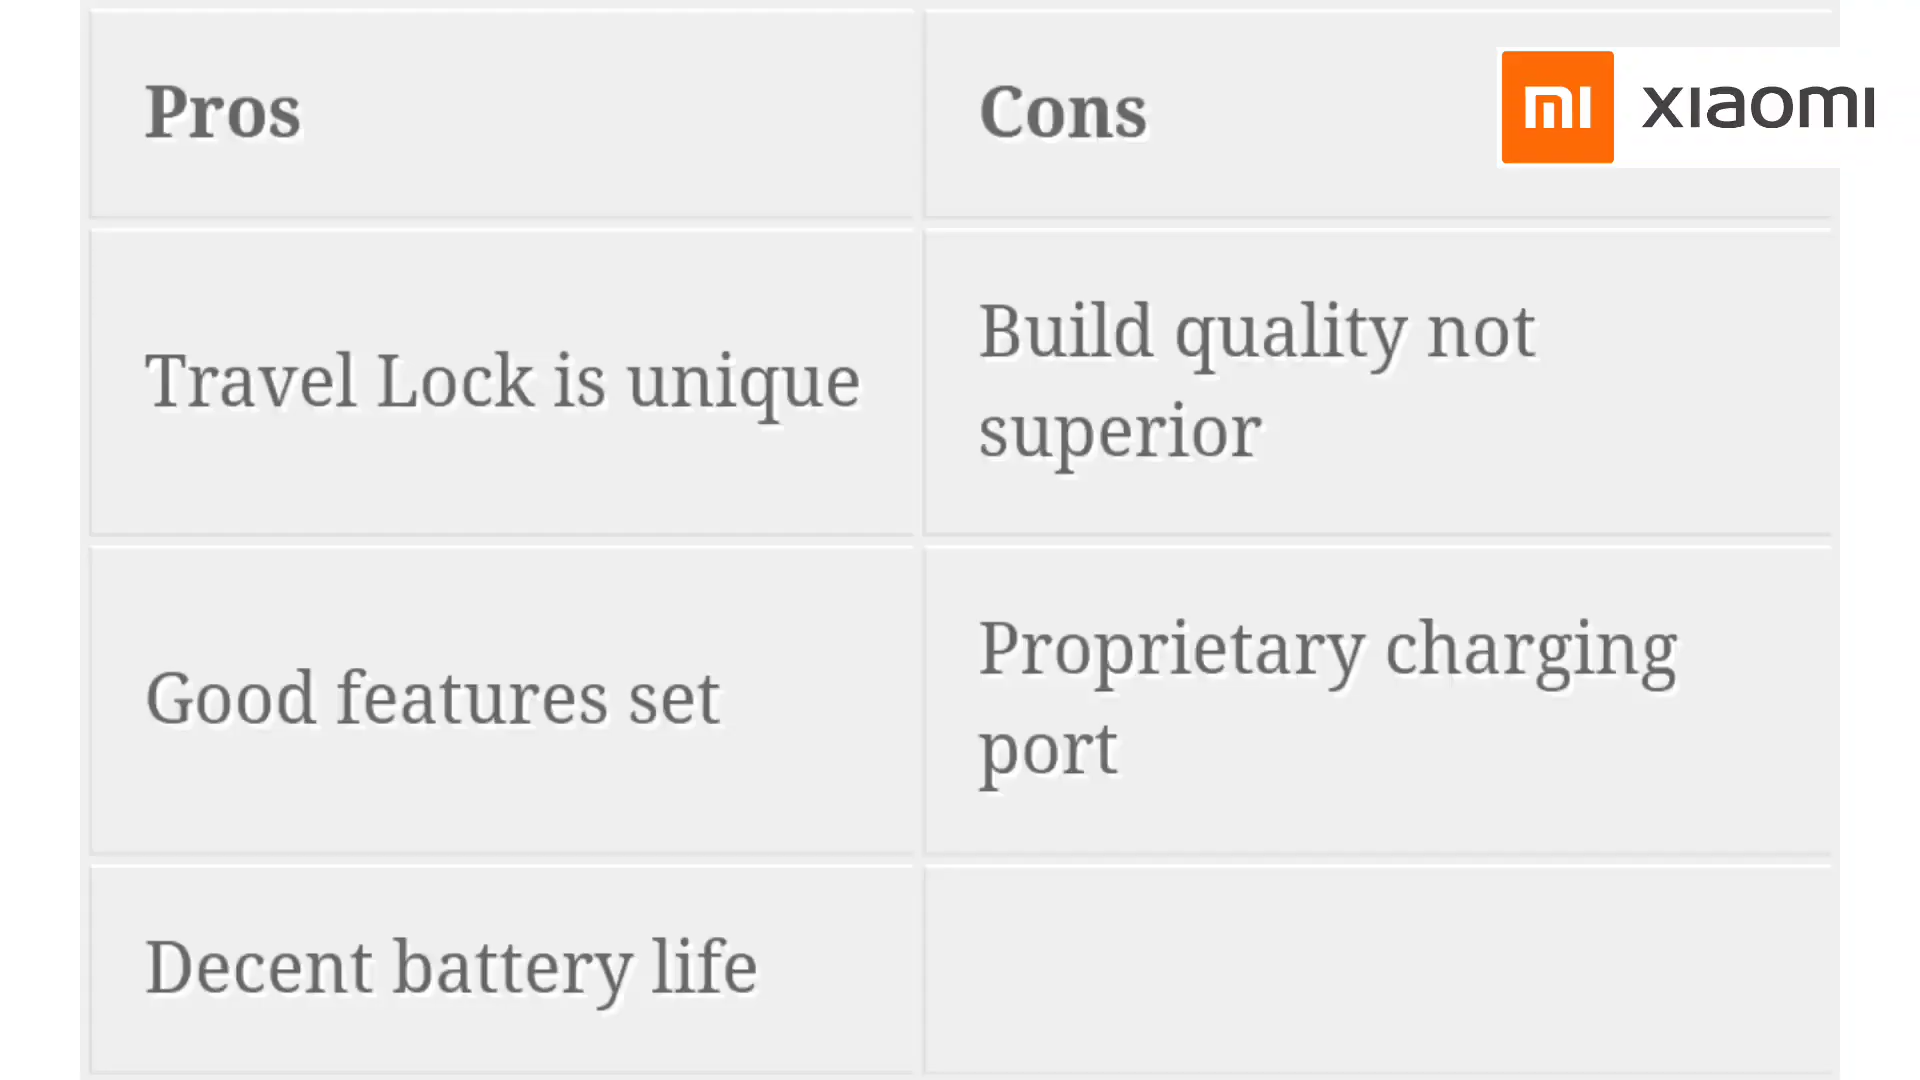 Pros
Cons
mi xiaomi
Travel Lock is unique
Build quality not
superior
Good features set
Proprietary charging
port
Decent battery life